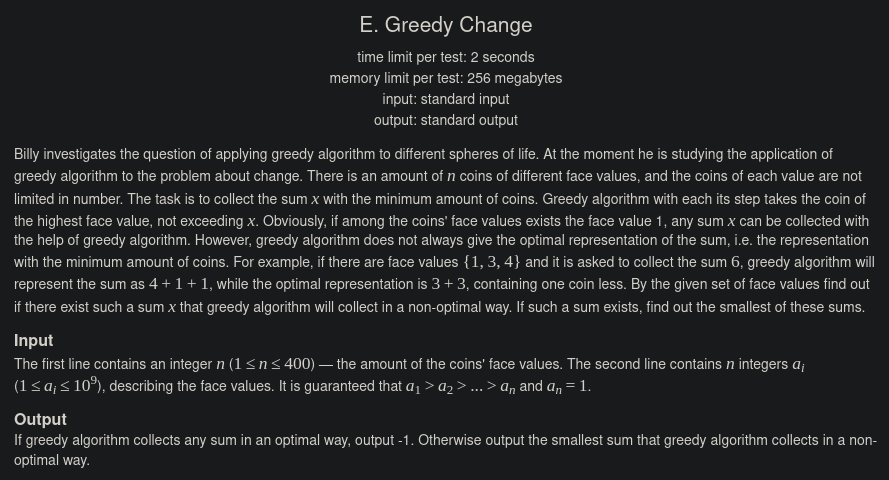 E. Greedy Change
time limit per test: 2 seconds
memory limit per test: 256 megabytes
input: standard input
output: standard output
Billy investigates the question of applying greedy algorithm to different spheres of life. At the moment he is studying the application of
greedy algorithm to the problem about change. There is an amount of n coins of different face values, and the coins of each value are not
limited in number. The task is to collect the sum x with the minimum amount of coins. Greedy algorithm with each its step takes the coin of
the highest face value, not exceeding x. Obviously, if among the coins' face values exists the face value 1, any sum x can be collected with
the help of greedy algorithm. However, greedy algorithm does not always give the optimal representation of the sum, i.e. the representation
with the minimum amount of coins. For example, if there are face values {1, 3, 4} and it is asked to collect the sum 6, greedy algorithm will
represent the sum as 4 + 1 + 1, while the optimal representation is 3 + 3, containing one coin less. By the given set of face values find out
if there exist such a sum x that greedy algorithm will collect in a non-optimal way. If such a sum exists, find out the smallest of these sums.
Input
The first line contains an integer n (1 ≤ n ≤ 400) — the amount of the coins' face values. The second line contains n integers aᵢ
(1 ≤ aᵢ ≤ 10⁹), describing the face values. It is guaranteed that a₁ > a₂ > ... > aₙ and aₙ = 1.
Output
If greedy algorithm collects any sum in an optimal way, output -1. Otherwise output the smallest sum that greedy algorithm collects in a non-
optimal way.